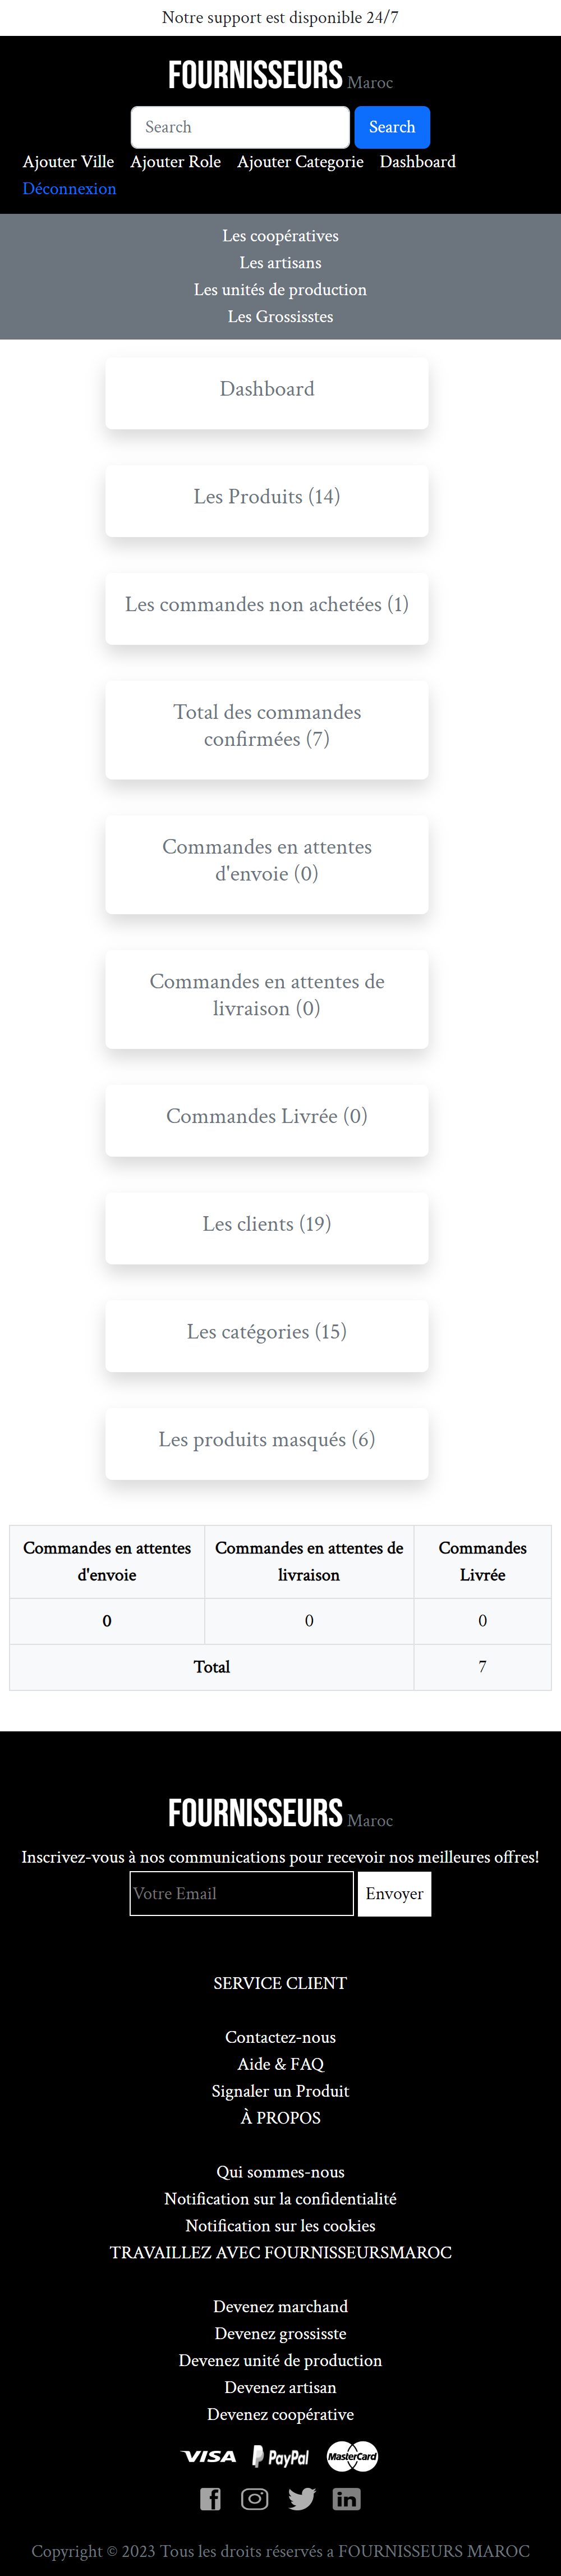 Notre support est disponible 24/7
FOURNISSEURS Maroc
Search Search
Ajouter Ville Ajouter Role Ajouter Categorie Dashboard
Déconnexion
Les coopératives
Les artisans
Les unités de production
Les Grossisstes
Dashboard
Les Produits (14)
Les commandes non achetées (1)
Total des commandes
confirmées (7)
Commandes en attentes
d'envoie (0)
Commandes en attentes de
livraison (0)
Commandes Livrée (0)
Les clients (19)
Les catégories (15)
Les produits masqués (6)
Commandes en attentes d'envoie Commandes en attentes de livraison Commandes Livrée
0 0 0
Total 7
FOURNISSEURS Maroc
Inscrivez-vous à nos communications pour recevoir nos meilleures offres!
Votre Email Envoyer
SERVICE CLIENT
Contactez-nous
Aide & FAQ
Signaler un Produit
À PROPOS
Qui sommes-nous
Notification sur la confidentialité
Notification sur les cookies
TRAVAILLEZ AVEC FOURNISSEURSMAROC
Devenez marchand
Devenez grossisste
Devenez unité de production
Devenez artisan
Devenez coopérative
VISA PayPal MasterCard
Copyright © 2023 Tous les droits réservés a FOURNISSEURS MAROC